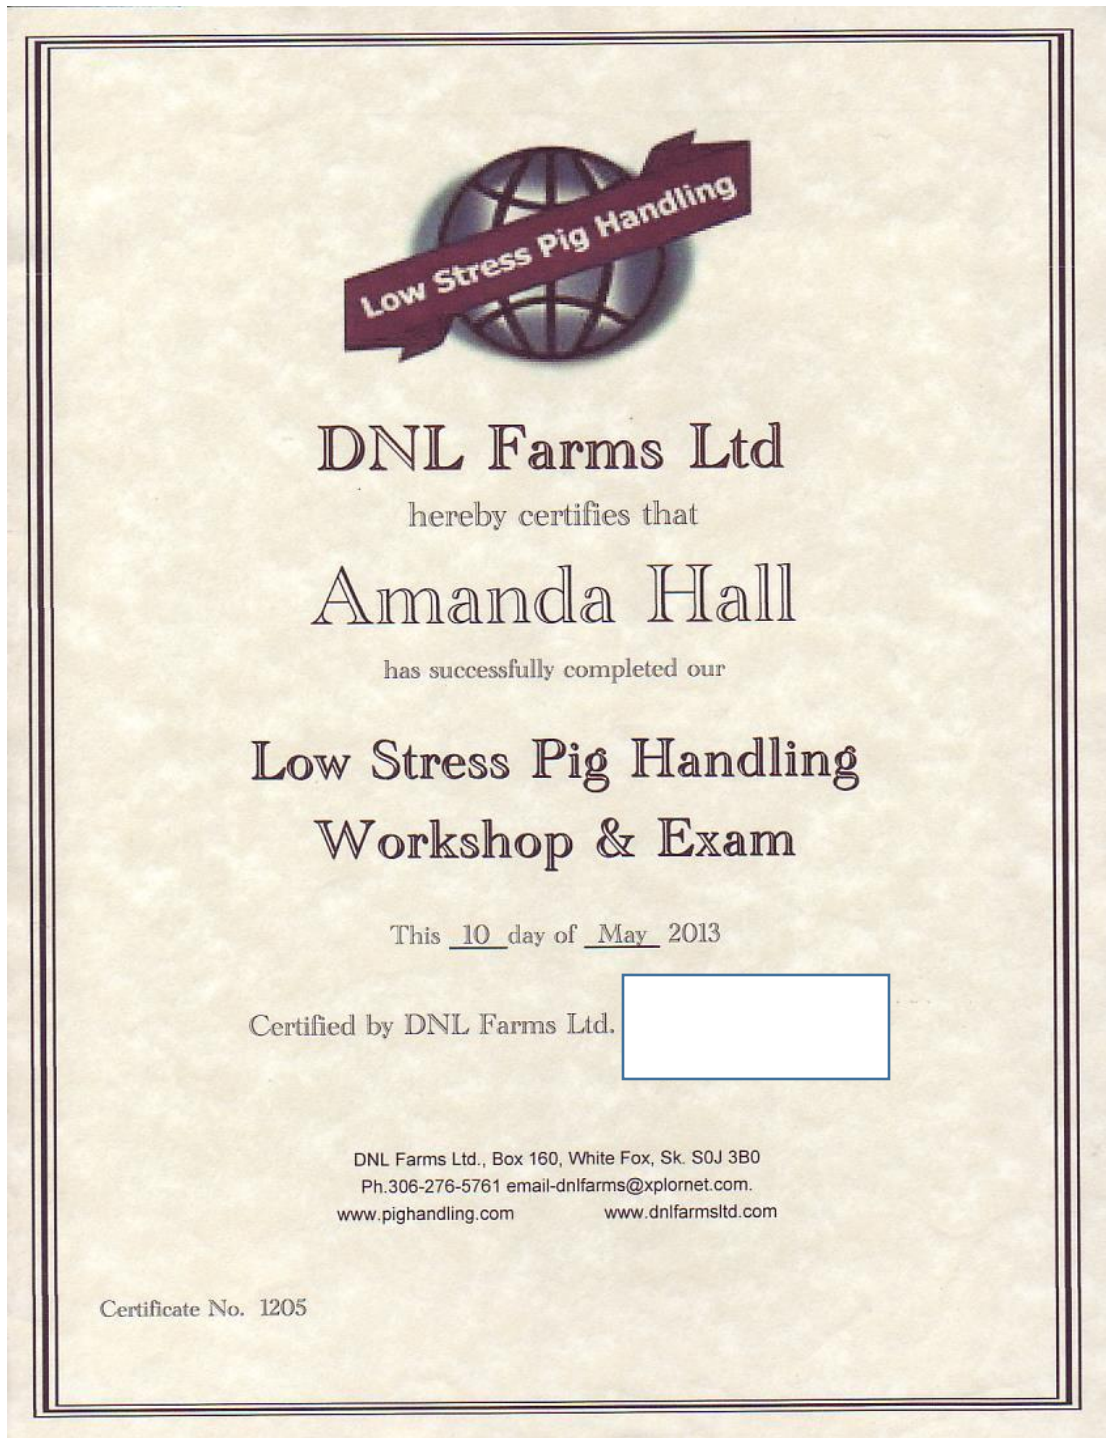 Low Stress Pig Handling
DNL Farms Ltd
hereby certifies that
Amanda Hall
has successfully completed our
Low Stress Pig Handling
Workshop & Exam
This 10 day of May 2013
Certified by DNL Farms Ltd.
DNL Farms Ltd., Box 160, White Fox, Sk. S0J 3B0
Ph.306-276-5761 email-dnlfarms@xplornet.com.
www.pighandling.com www.dnlfarmsltd.com
Certificate No. 1205